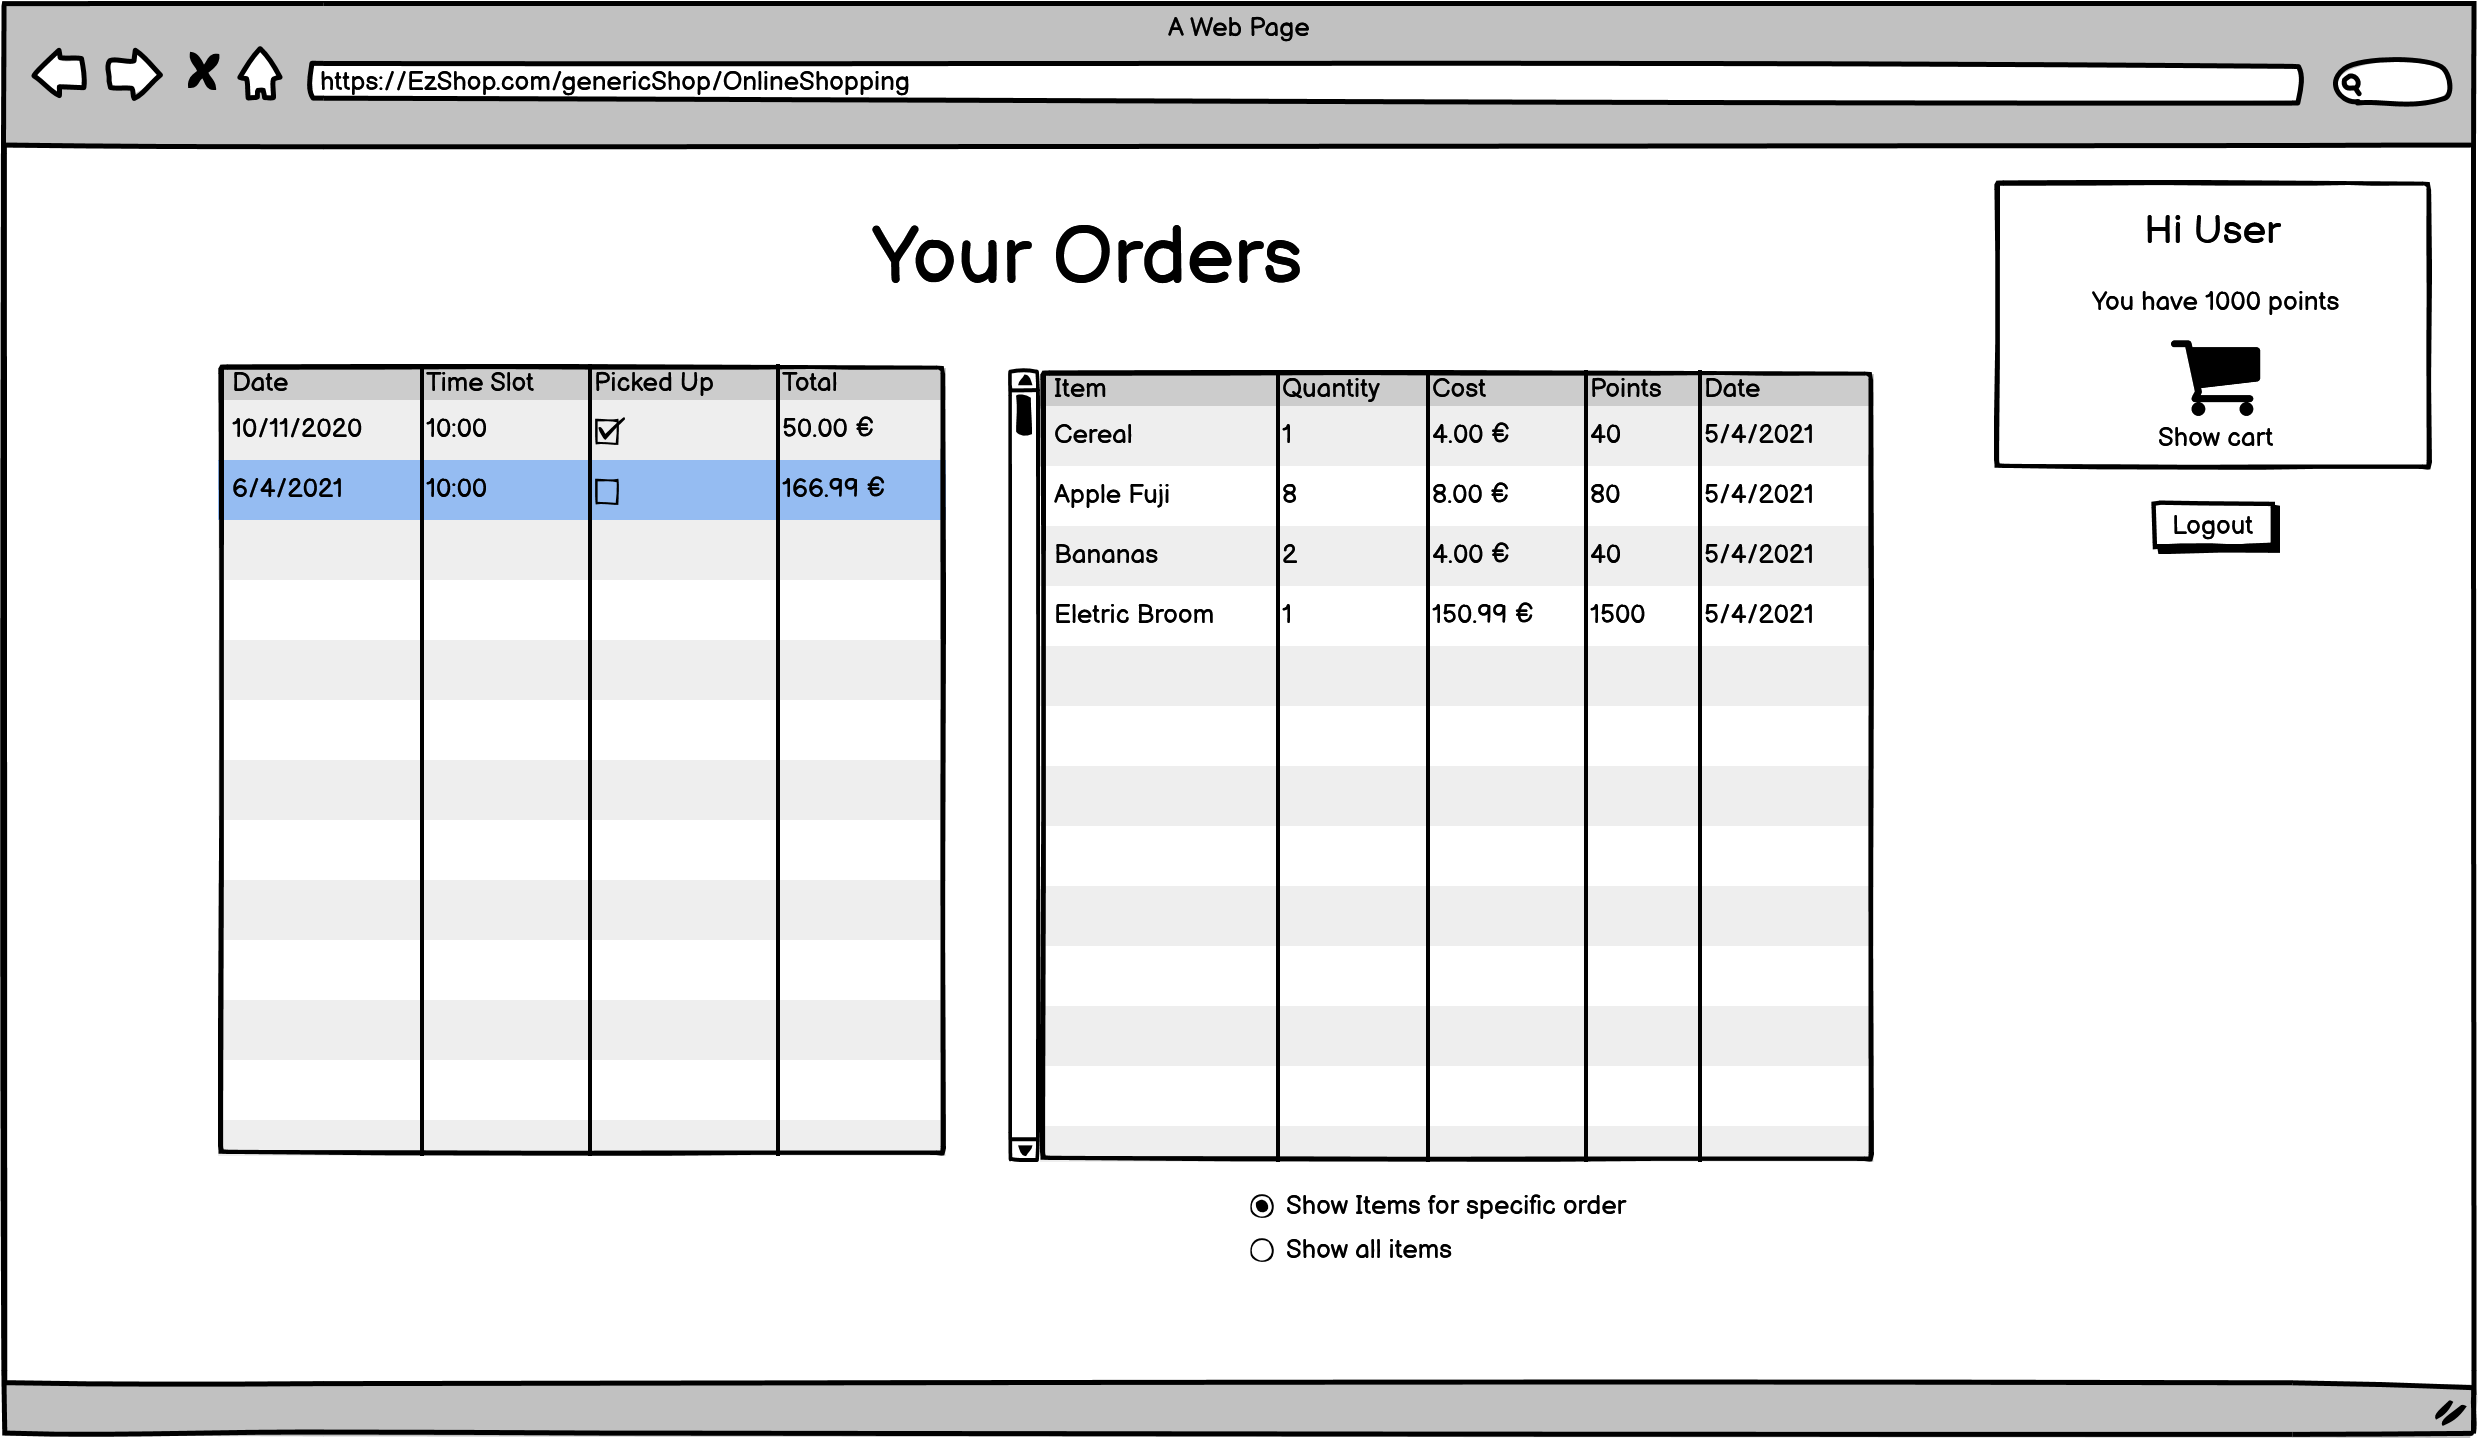 A Web Page
https://EzShop.com/genericShop/OnlineShopping
Your Orders
Hi User
You have 1000 points
Show cart
Logout
Date Time Slot Picked Up Total
10/11/2020 10:00 50.00 €
6/4/2021 10:00 166.99 €
Item Quantity Cost Points Date
Cereal 1 4.00 € 40 5/4/2021
Apple Fuji 8 8.00 € 80 5/4/2021
Bananas 2 4.00 € 40 5/4/2021
Eletric Broom 1 150.99 € 1500 5/4/2021
Show Items for specific order
Show all items